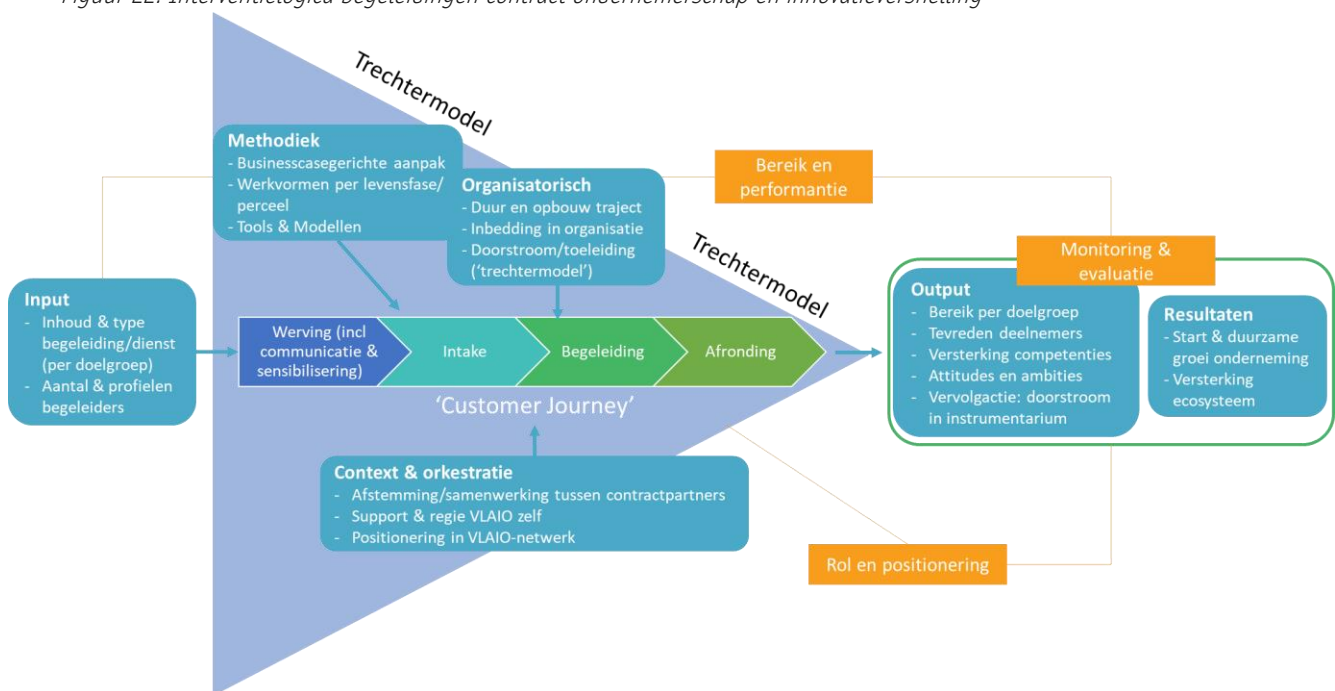 Figuur 22: Interventielogica begeleidingen contract ondernemerschap en innovatieversnelling
Trechtermodel
Methodiek
- Businesscasegerichte aanpak
- Werkvormen per levensfase/
perceel
- Tools & Modellen
Organisatorisch
- Duur en opbouw traject
- Inbedding in organisatie
- Doorstroom/toeleiding
('trechtermodel')
Bereik en
performantie
Trechtermodel
Monitoring &
evaluatie
Input
- Inhoud & type
begeleiding/dienst
(per doelgroep)
- Aantal & profielen
begeleiders
Werving (incl
communicatie &
sensibilisering)
Intake
Begeleiding
Afronding
'Customer Journey'
Output
- Bereik per doelgroep
- Tevreden deelnemers
- Versterking competenties
- Attitudes en ambities
- Vervolgactie: doorstroom
in instrumentarium
Resultaten
- Start & duurzame
groei onderneming
- Versterking
ecosysteem
Context & orkestratie
- Afstemming/samenwerking tussen contractpartners
- Support & regie VLAIO zelf
- Positionering in VLAIO-netwerk
Rol en positionering